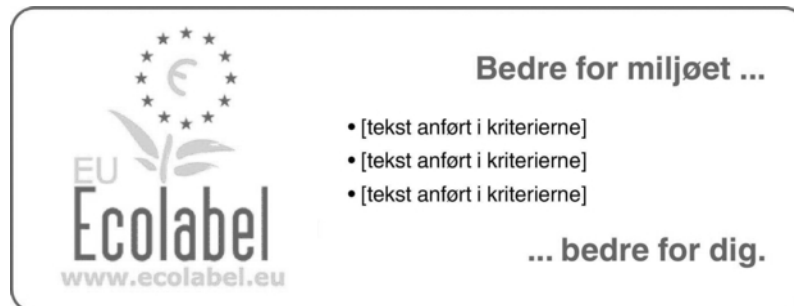 Bedre for miljøet ...
• [tekst anført i kriterierne]
• [tekst anført i kriterierne]
• [tekst anført i kriterierne]
... bedre for dig.
EU
Ecolabel
www.ecolabel.eu